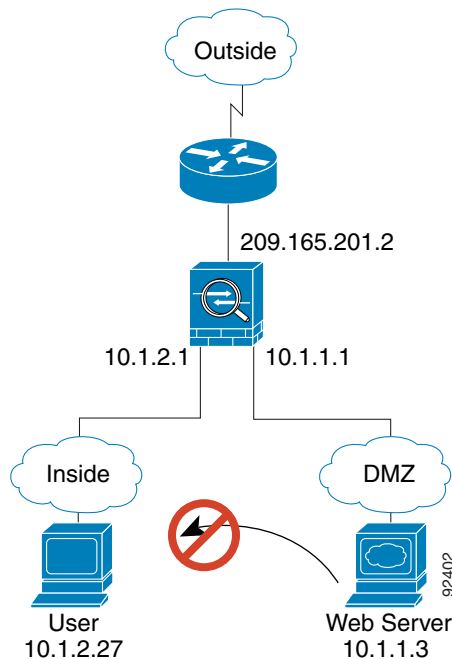 Outside
209.165.201.2
10.1.2.1
10.1.1.1
Inside
DMZ
92402
User
10.1.2.27
Web Server
10.1.1.3